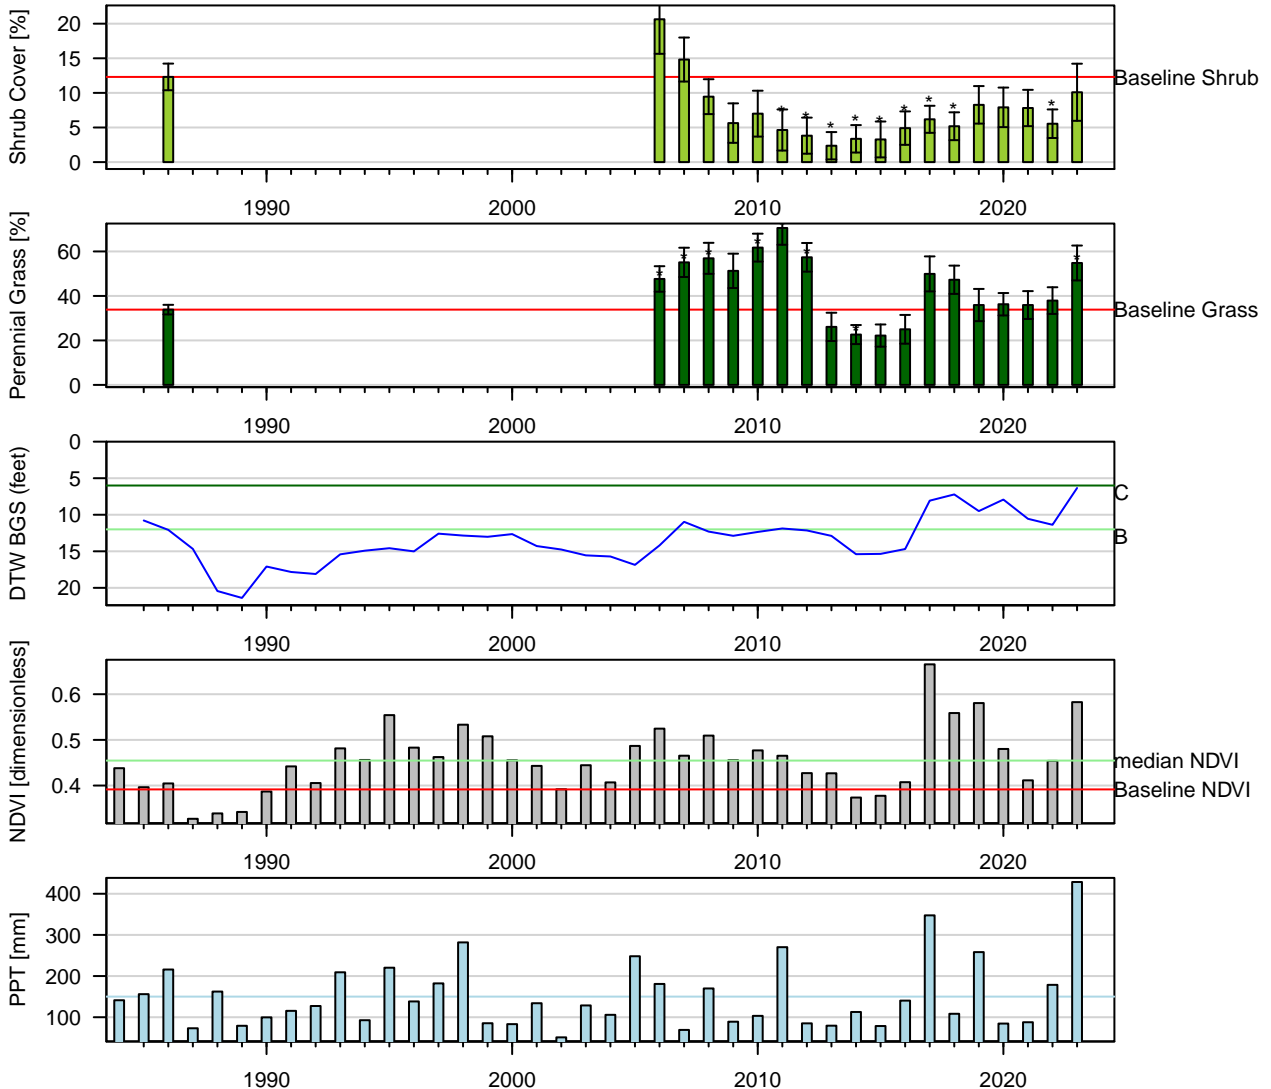 Shrub Cover [%]
20
15
10
5
0
Baseline Shrub
* * * * * * * * *
1990 2000 2010 2020
Perennial Grass [%]
60
40
20
0
Baseline Grass
* * * * * * *
1990 2000 2010 2020
DTW BGS (feet)
0
5
10
15
20
C
B
1990 2000 2010 2020
NDVI [dimensionless]
0.6
0.5
0.4
median NDVI
Baseline NDVI
1990 2000 2010 2020
PPT [mm]
400
300
200
100
1990 2000 2010 2020